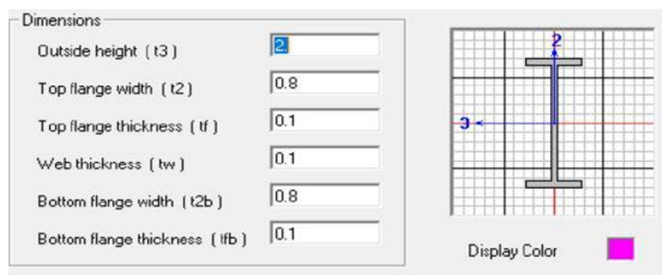 Dimensions
Outside height ( t3 )
2.
Top flange width ( t2 )
0.8
Top flange thickness ( tf )
0.1
Web thickness ( tw )
0.1
Bottom flange width ( t2b )
0.8
Bottom flange thickness ( tfb )
0.1
2
3
Display Color